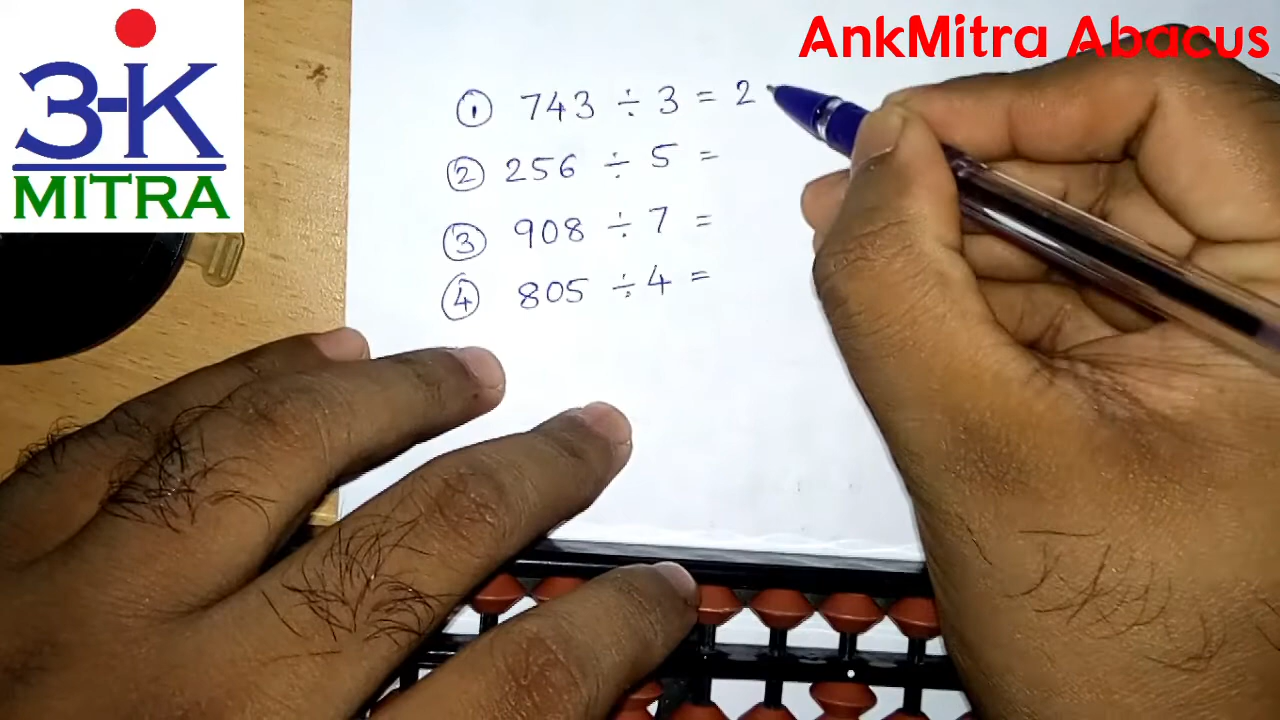 3-K
MITRA
AnkMitra Abacus
① 743 ÷ 3 = 2
② 256 ÷ 5 =
③ 908 ÷ 7 =
④ 805 ÷ 4 =